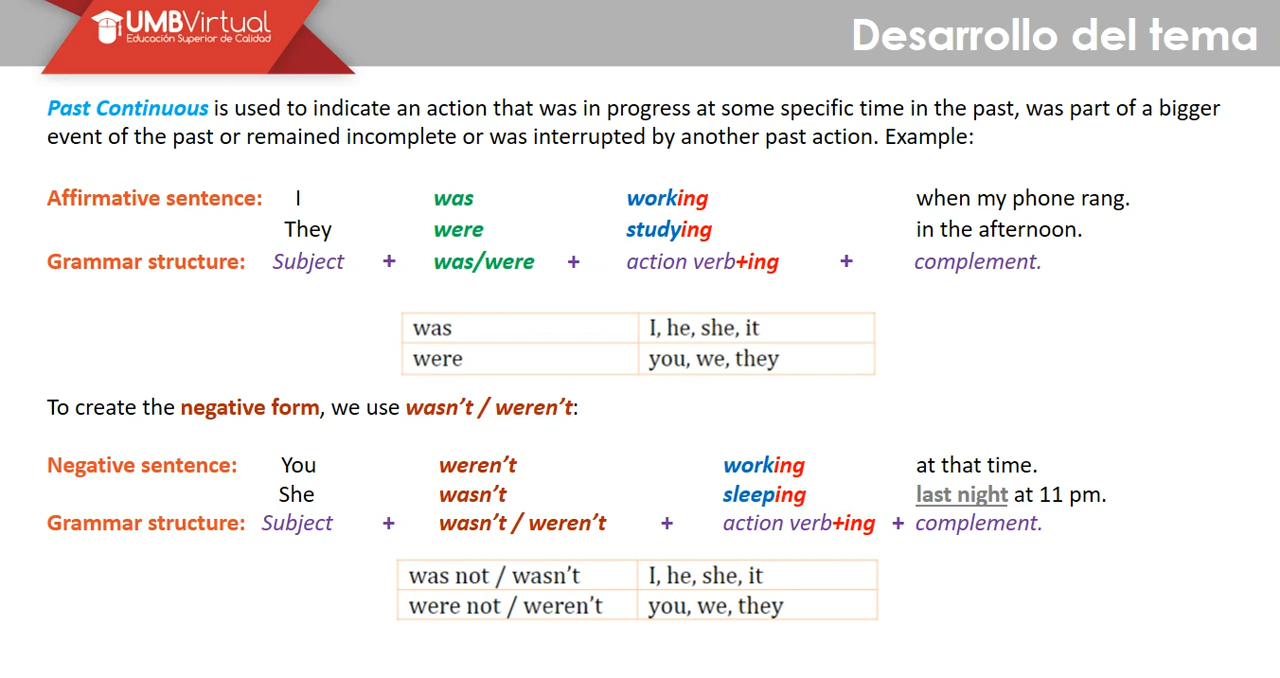 UMBVirtual
Educación Superior de Calidad
Desarrollo del tema
Past Continuous is used to indicate an action that was in progress at some specific time in the past, was part of a bigger
event of the past or remained incomplete or was interrupted by another past action. Example:
Affirmative sentence: I was working when my phone rang.
They were studying in the afternoon.
Grammar structure: Subject + was/were + action verb+ing + complement.
was I, he, she, it
were you, we, they
To create the negative form, we use wasn’t / weren’t:
Negative sentence: You weren’t working at that time.
She wasn’t sleeping last night at 11 pm.
Grammar structure: Subject + wasn’t / weren’t + action verb+ing + complement.
was not / wasn’t I, he, she, it
were not / weren’t you, we, they